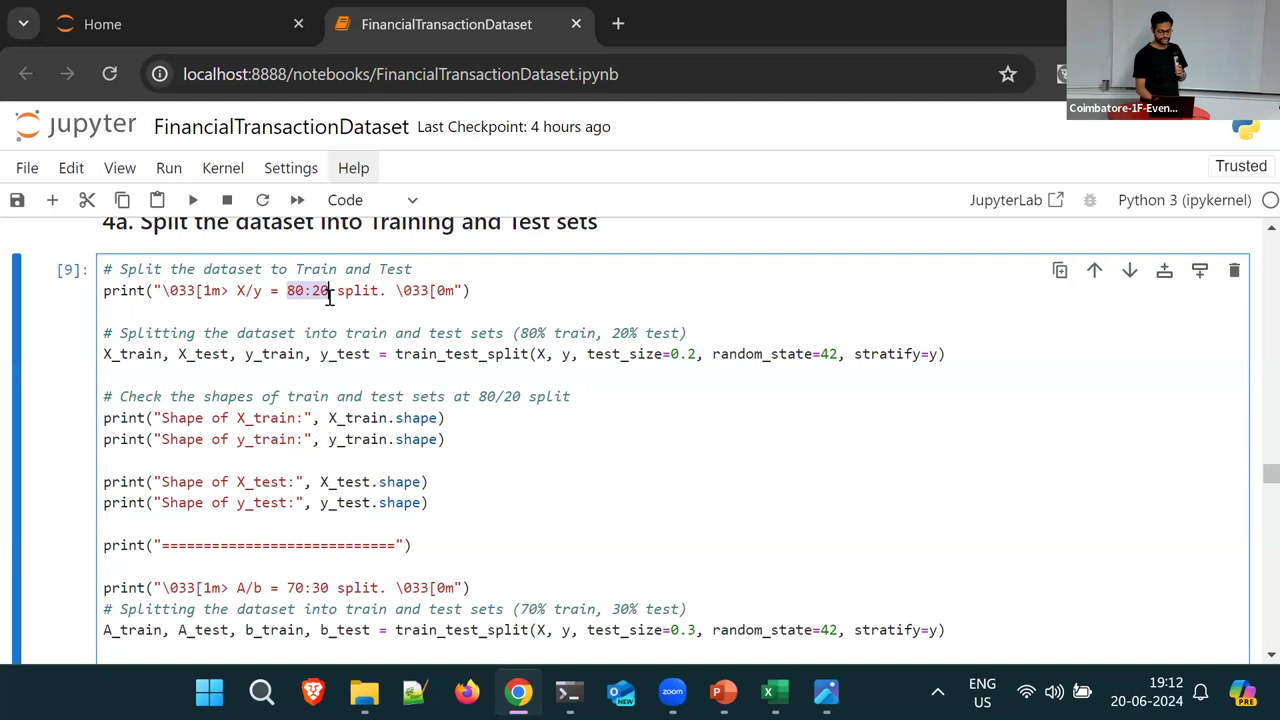 Home
FinancialTransactionDataset
localhost:8888/notebooks/FinancialTransactionDataset.ipynb
Coimbatore-1F-Even...
jupyter FinancialTransactionDataset Last Checkpoint: 4 hours ago
File Edit View Run Kernel Settings Help
Trusted
Code
JupyterLab
Python 3 (ipykernel)
4a. Split the dataset into Training and Test sets
[9]:
# Split the dataset to Train and Test
print("\033[1m> X/y = 80:20 split. \033[0m")
# Splitting the dataset into train and test sets (80% train, 20% test)
X_train, X_test, y_train, y_test = train_test_split(X, y, test_size=0.2, random_state=42, stratify=y)
# Check the shapes of train and test sets at 80/20 split
print("Shape of X_train:", X_train.shape)
print("Shape of y_train:", y_train.shape)
print("Shape of X_test:", X_test.shape)
print("Shape of y_test:", y_test.shape)
print("============================")
print("\033[1m> A/b = 70:30 split. \033[0m")
# Splitting the dataset into train and test sets (70% train, 30% test)
A_train, A_test, b_train, b_test = train_test_split(X, y, test_size=0.3, random_state=42, stratify=y)
NEW
zoom
ENG
US
19:12
20-06-2024
PRE